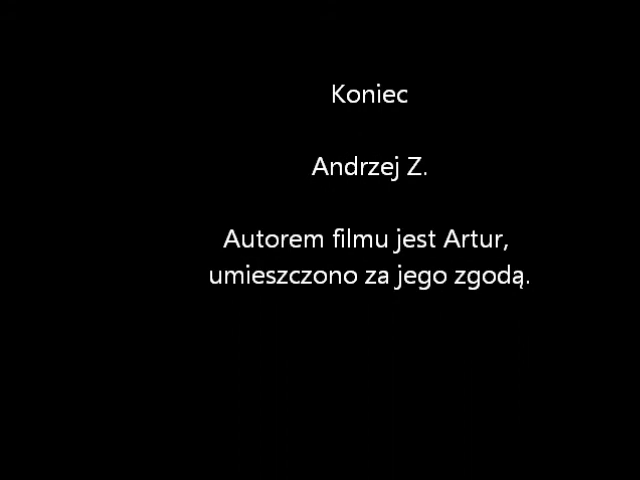 Koniec
Andrzej Z.
Autorem filmu jest Artur,
umieszczono za jego zgodą.